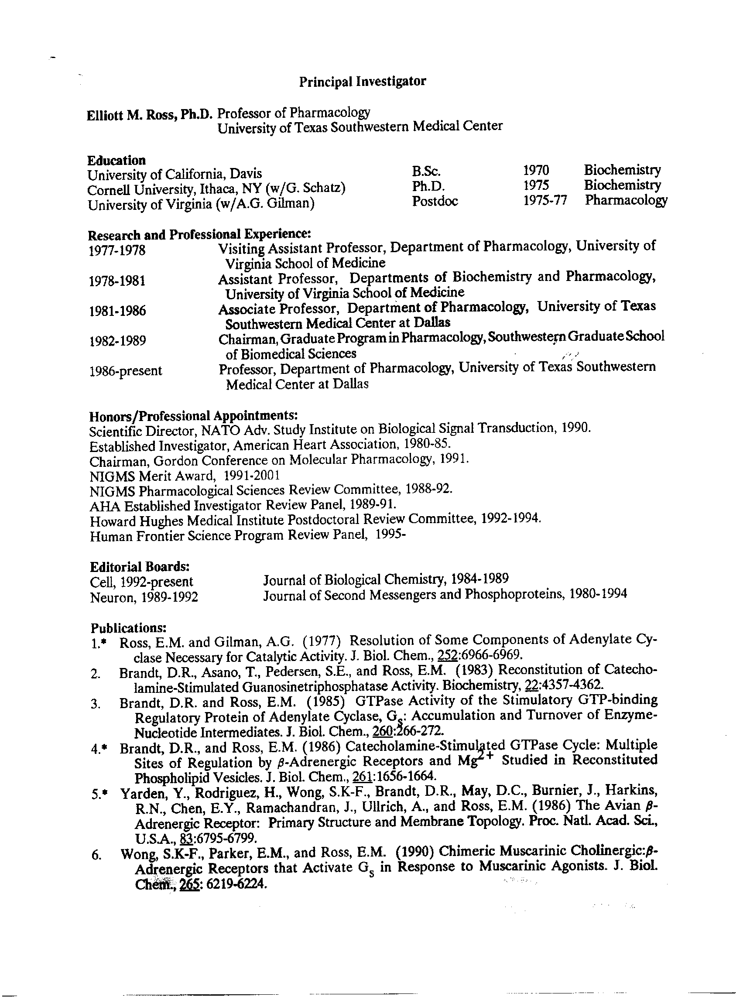 Principal Investigator
Elliott M. Ross, Ph.D. Professor of Pharmacology
University of Texas Southwestern Medical Center
Education
University of California, Davis B.Sc. 1970 Biochemistry
Cornell University, Ithaca, NY (w/G. Schatz) Ph.D. 1975 Biochemistry
University of Virginia (w/A.G. Gilman) Postdoc 1975-77 Pharmacology
Research and Professional Experience:
1977-1978 Visiting Assistant Professor, Department of Pharmacology, University of
Virginia School of Medicine
1978-1981 Assistant Professor, Departments of Biochemistry and Pharmacology,
University of Virginia School of Medicine
1981-1986 Associate Professor, Department of Pharmacology, University of Texas
Southwestern Medical Center at Dallas
1982-1989 Chairman, Graduate Program in Pharmacology, Southwestern Graduate School
of Biomedical Sciences
1986-present Professor, Department of Pharmacology, University of Texas Southwestern
Medical Center at Dallas
Honors/Professional Appointments:
Scientific Director, NATO Adv. Study Institute on Biological Signal Transduction, 1990.
Established Investigator, American Heart Association, 1980-85.
Chairman, Gordon Conference on Molecular Pharmacology, 1991.
NIGMS Merit Award, 1991-2001
NIGMS Pharmacological Sciences Review Committee, 1988-92.
AHA Established Investigator Review Panel, 1989-91.
Howard Hughes Medical Institute Postdoctoral Review Committee, 1992-1994.
Human Frontier Science Program Review Panel, 1995-
Editorial Boards:
Cell, 1992-present Journal of Biological Chemistry, 1984-1989
Neuron, 1989-1992 Journal of Second Messengers and Phosphoproteins, 1980-1994
Publications:
1.* Ross, E.M. and Gilman, A.G. (1977) Resolution of Some Components of Adenylate Cy-
clase Necessary for Catalytic Activity. J. Biol. Chem., 252:6966-6969.
2. Brandt, D.R., Asano, T., Pedersen, S.E., and Ross, E.M. (1983) Reconstitution of Catecho-
lamine-Stimulated Guanosinetriphosphatase Activity. Biochemistry, 22:4357-4362.
3. Brandt, D.R. and Ross, E.M. (1985) GTPase Activity of the Stimulatory GTP-binding
Regulatory Protein of Adenylate Cyclase, Gs: Accumulation and Turnover of Enzyme-
Nucleotide Intermediates. J. Biol. Chem., 260:266-272.
4.* Brandt, D.R., and Ross, E.M. (1986) Catecholamine-Stimulated GTPase Cycle: Multiple
Sites of Regulation by β-Adrenergic Receptors and Mg2+ Studied in Reconstituted
Phospholipid Vesicles. J. Biol. Chem., 261:1656-1664.
5.* Yarden, Y., Rodriguez, H., Wong, S.K-F., Brandt, D.R., May, D.C., Burnier, J., Harkins,
R.N., Chen, E.Y., Ramachandran, J., Ullrich, A., and Ross, E.M. (1986) The Avian β-
Adrenergic Receptor: Primary Structure and Membrane Topology. Proc. Natl. Acad. Sci.,
U.S.A., 83:6795-6799.
6. Wong, S.K-F., Parker, E.M., and Ross, E.M. (1990) Chimeric Muscarinic Cholinergic:β-
Adrenergic Receptors that Activate Gs in Response to Muscarinic Agonists. J. Biol.
Chem., 265: 6219-6224.